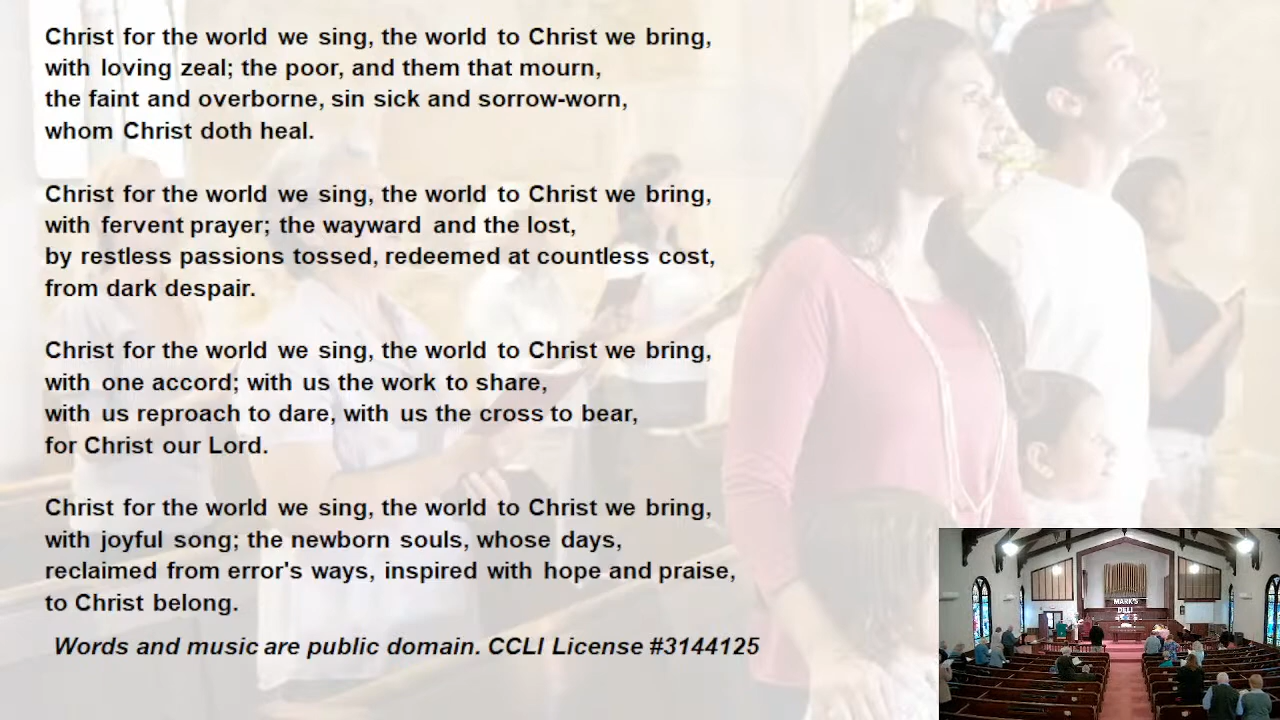 Christ for the world we sing, the world to Christ we bring,
with loving zeal; the poor, and them that mourn,
the faint and overborne, sin sick and sorrow-worn,
whom Christ doth heal.
Christ for the world we sing, the world to Christ we bring,
with fervent prayer; the wayward and the lost,
by restless passions tossed, redeemed at countless cost,
from dark despair.
Christ for the world we sing, the world to Christ we bring,
with one accord; with us the work to share,
with us reproach to dare, with us the cross to bear,
for Christ our Lord.
Christ for the world we sing, the world to Christ we bring,
with joyful song; the newborn souls, whose days,
reclaimed from error's ways, inspired with hope and praise,
to Christ belong.
Words and music are public domain. CCLI License #3144125
MARK'S
DELI